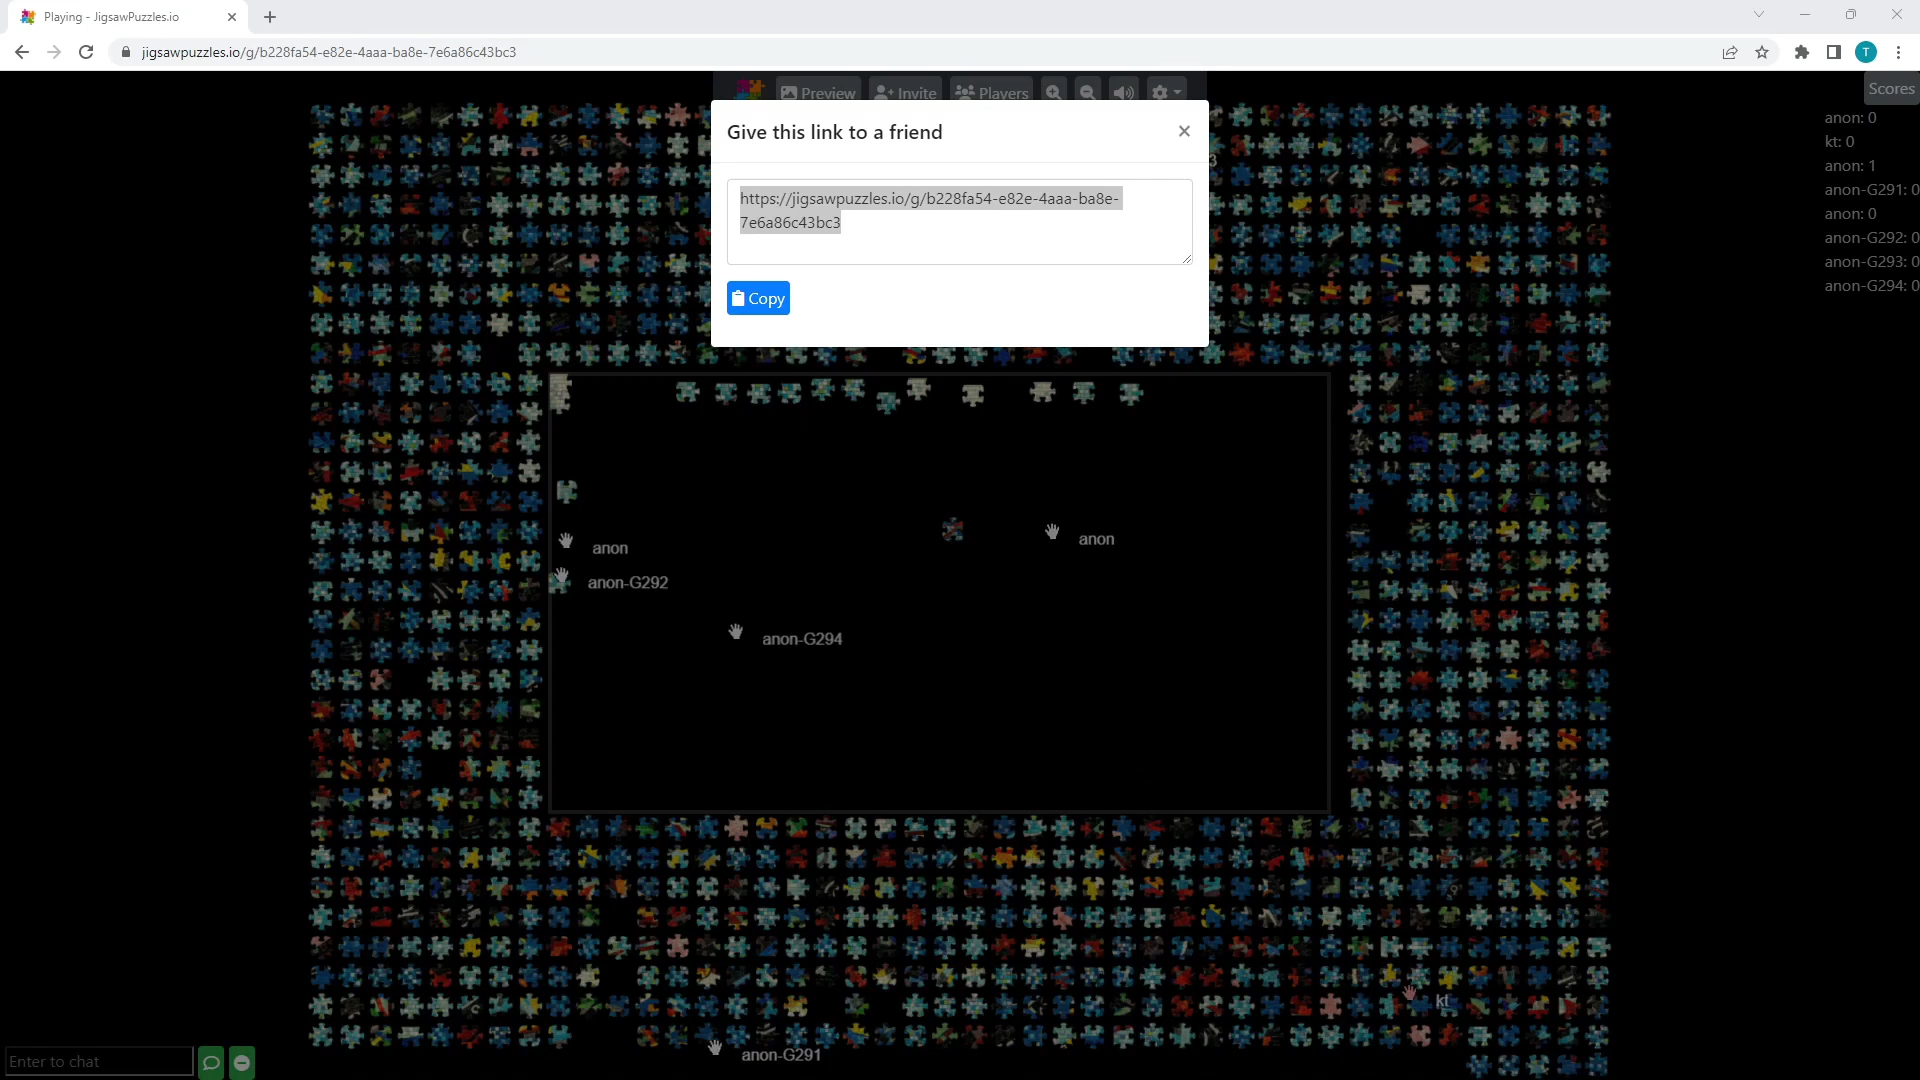 Playing - JigsawPuzzles.io
jigsawpuzzles.io/g/b228fa54-e82e-4aaa-ba8e-7e6a86c43bc3
T
Preview
Invite
Players
Scores
Give this link to a friend
https://jigsawpuzzles.io/g/b228fa54-e82e-4aaa-ba8e-
7e6a86c43bc3
Copy
anon: 0
kt: 0
anon: 1
anon-G291: 0
anon: 0
anon-G292: 0
anon-G293: 0
anon-G294: 0
3
anon
anon
anon-G292
anon-G294
kt
anon-G291
Enter to chat